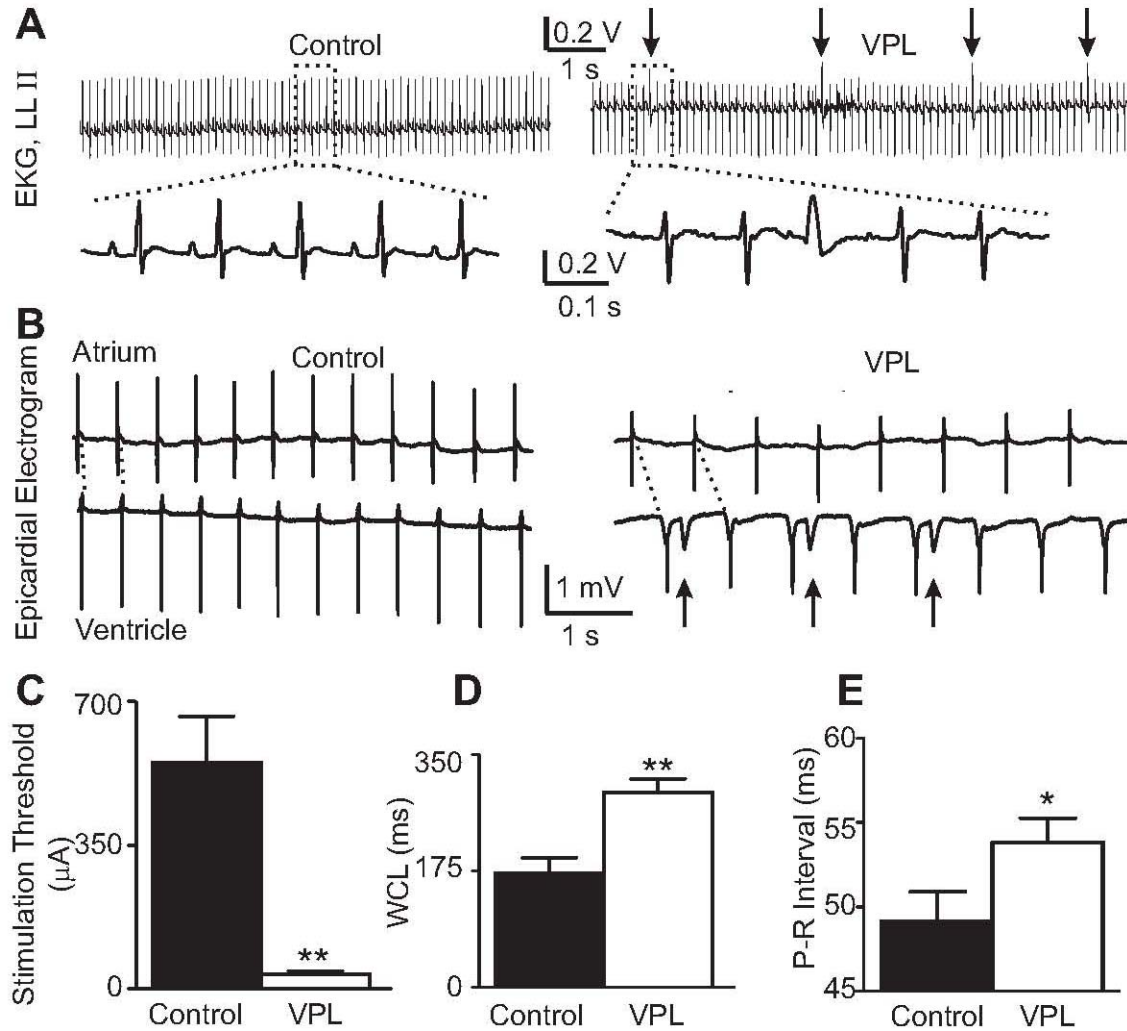 A
Control
0.2 V
1 s
VPL
EKG, LL II
0.2 V
0.1 s
B
Atrium
Control
VPL
Epicardial Electrogram
Ventricle
1 mV
1 s
C
Stimulation Threshold
(μA)
700
350
0
**
Control
VPL
D
WCL (ms)
350
175
0
**
Control
VPL
E
P-R Interval (ms)
60
55
50
45
*
Control
VPL